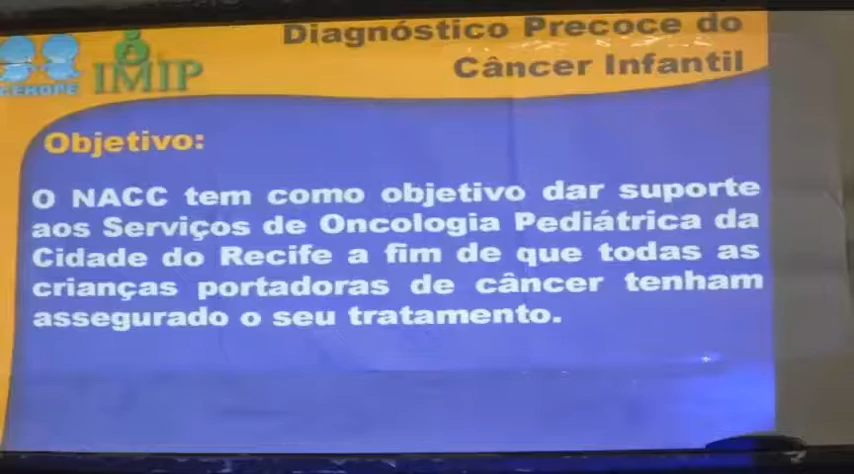 Diagnóstico Precoce do
Câncer Infantil
CEHOPE
IMIP
Objetivo:
O NACC tem como objetivo dar suporte
aos Serviços de Oncologia Pediátrica da
Cidade do Recife a fim de que todas as
crianças portadoras de câncer tenham
assegurado o seu tratamento.